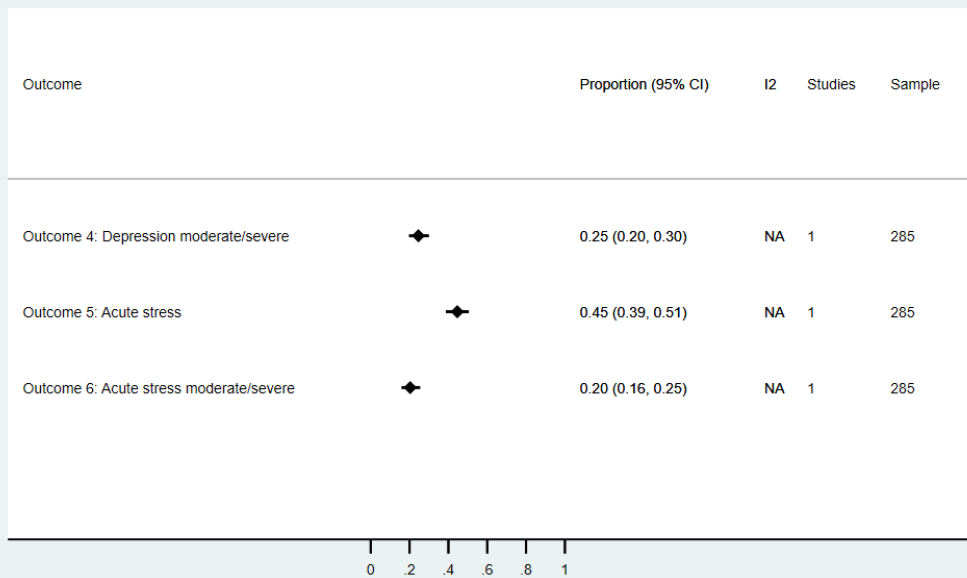 Outcome Proportion (95% CI) I2 Studies Sample
Outcome 4: Depression moderate/severe 0.25 (0.20, 0.30) NA 1 285
Outcome 5: Acute stress 0.45 (0.39, 0.51) NA 1 285
Outcome 6: Acute stress moderate/severe 0.20 (0.16, 0.25) NA 1 285
0 .2 .4 .6 .8 1